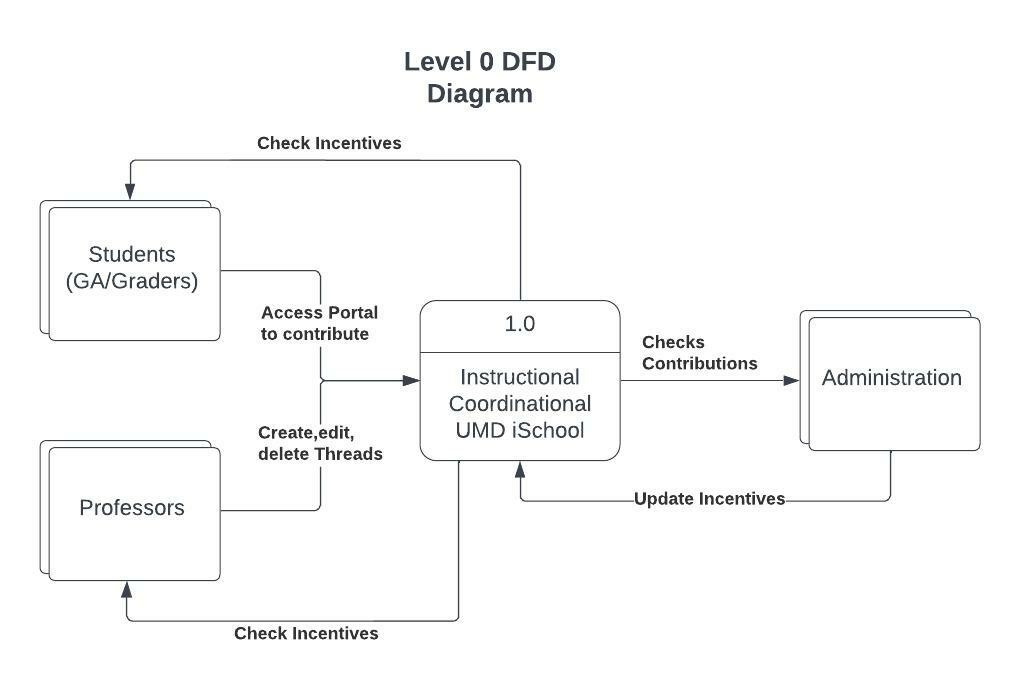 Level 0 DFD
Diagram
Check Incentives
Students
(GA/Graders)
Access Portal
to contribute
1.0
Instructional
Coordinational
UMD iSchool
Checks
Contributions
Administration
Create,edit,
delete Threads
Professors
Update Incentives
Check Incentives